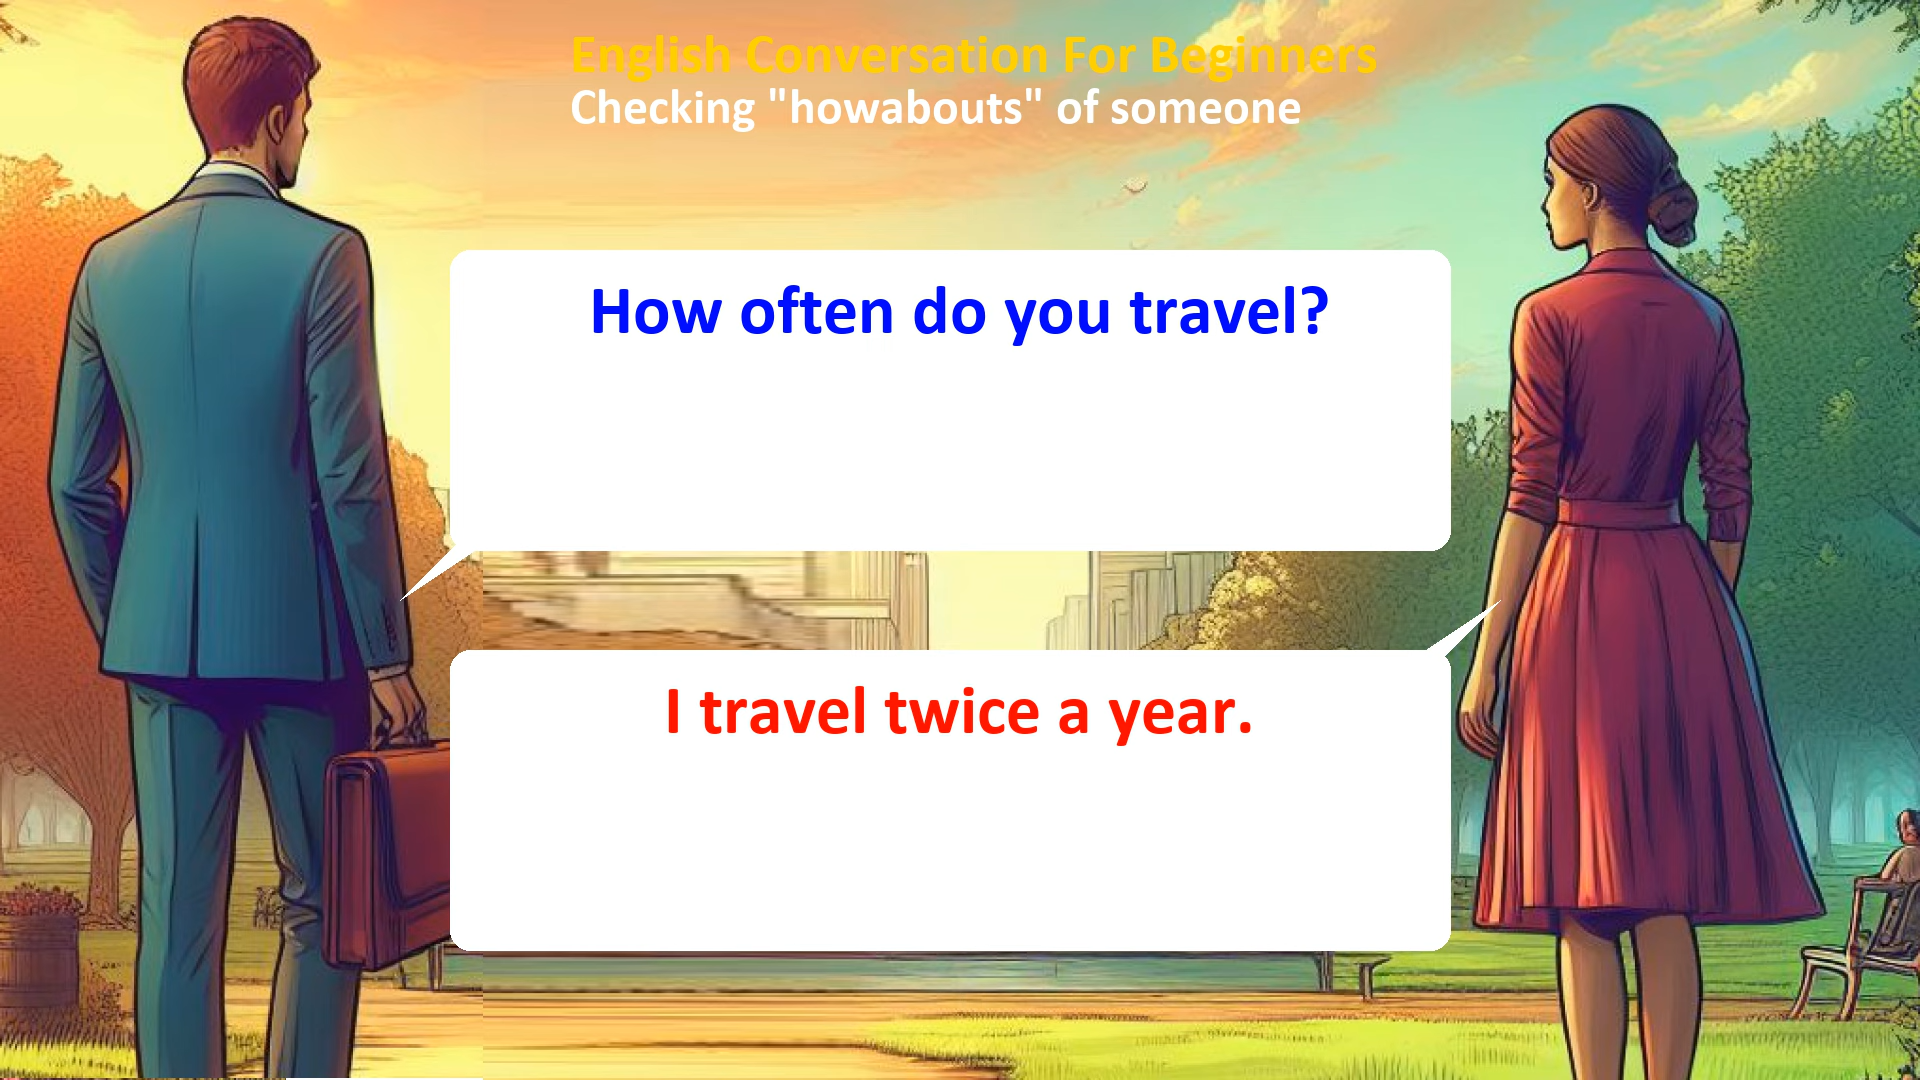 English Conversation For Beginners
Checking "howabouts" of someone
How often do you travel?
I travel twice a year.